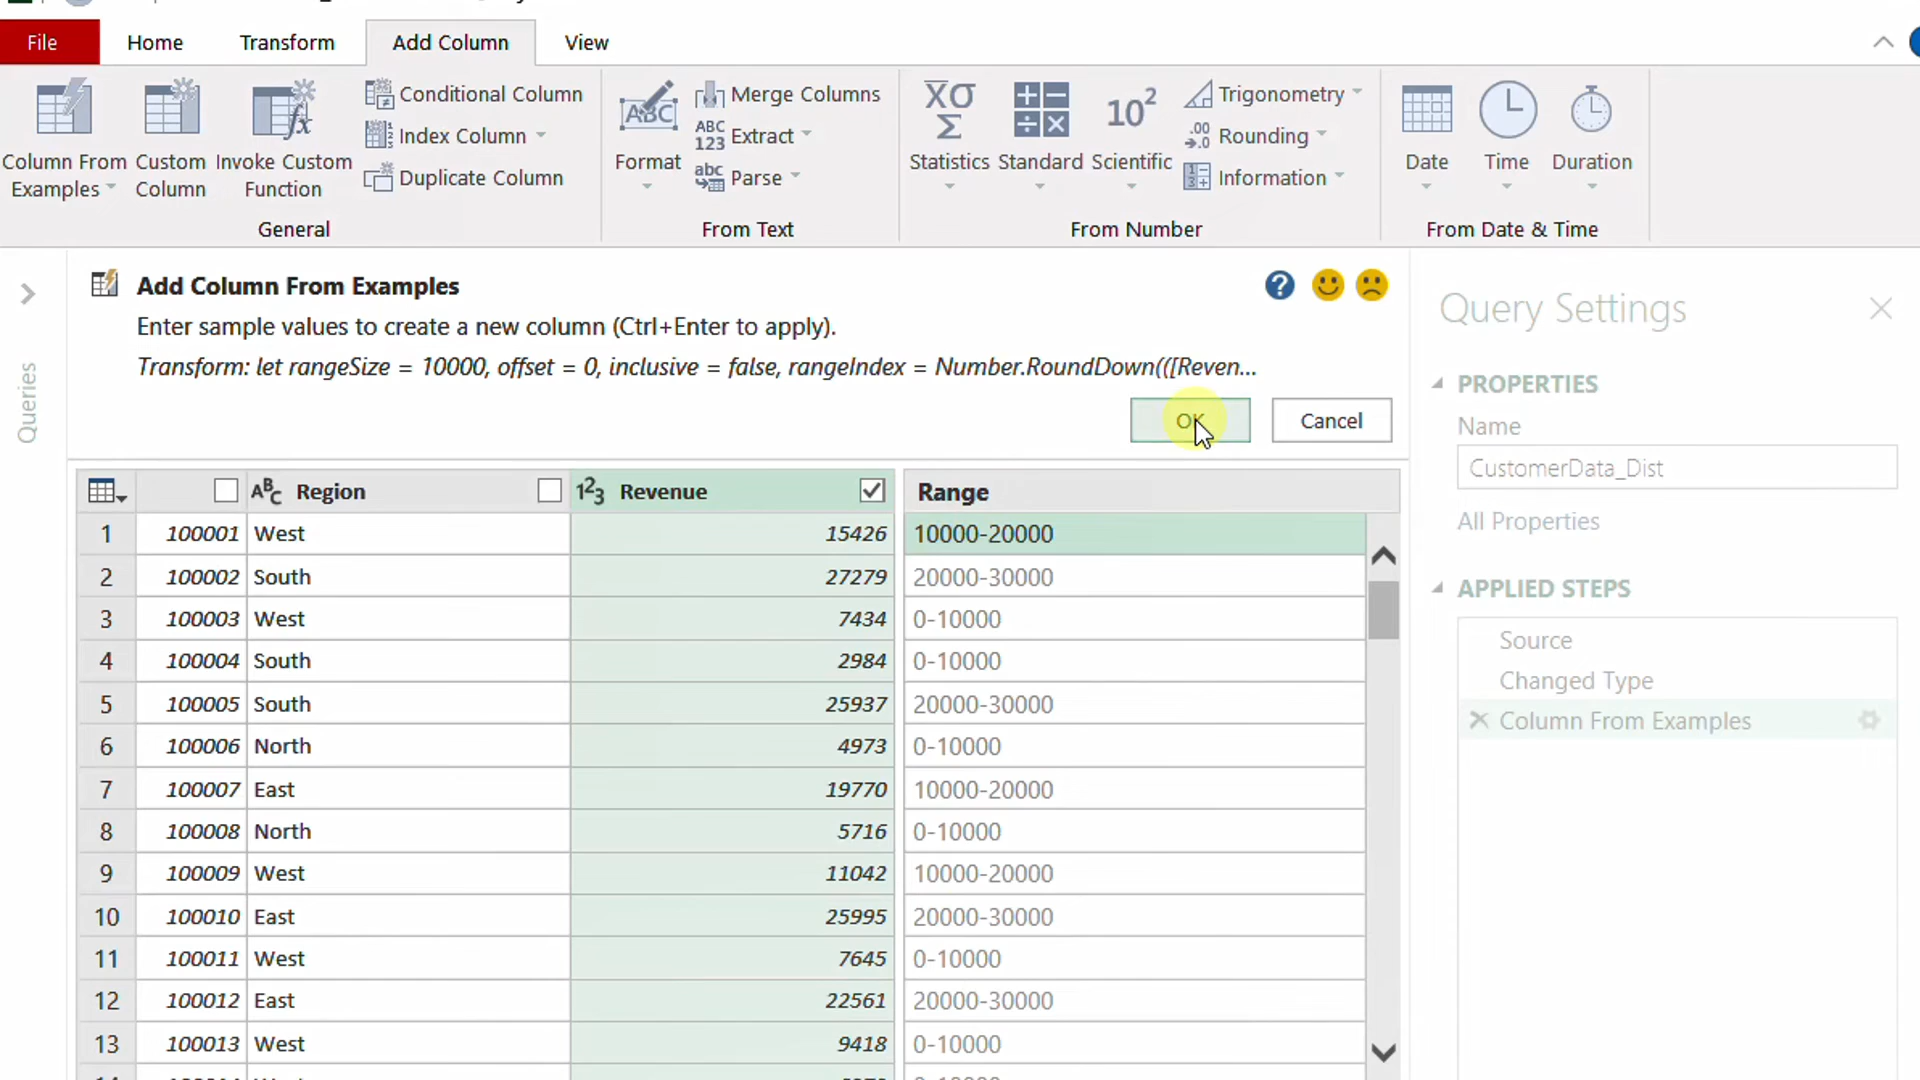 File Home Transform Add Column View
Column From Examples
Custom Column
Invoke Custom Function
Conditional Column
Index Column
Duplicate Column
General
ABC
Format
Merge Columns
ABC 123 Extract
abc Parse
From Text
XO Σ
Statistics
Standard
10²
Scientific
Trigonometry
.00 →.0 Rounding
Information
From Number
Date
Time
Duration
From Date & Time
Queries
Add Column From Examples
Enter sample values to create a new column (Ctrl+Enter to apply).
Transform: let rangeSize = 10000, offset = 0, inclusive = false, rangeIndex = Number.RoundDown(([Reven...
OK Cancel
ABC Region 123 Revenue Range
1 100001 West 15426 10000-20000
2 100002 South 27279 20000-30000
3 100003 West 7434 0-10000
4 100004 South 2984 0-10000
5 100005 South 25937 20000-30000
6 100006 North 4973 0-10000
7 100007 East 19770 10000-20000
8 100008 North 5716 0-10000
9 100009 West 11042 10000-20000
10 100010 East 25995 20000-30000
11 100011 West 7645 0-10000
12 100012 East 22561 20000-30000
13 100013 West 9418 0-10000
Query Settings
PROPERTIES
Name
CustomerData_Dist
All Properties
APPLIED STEPS
Source
Changed Type
Column From Examples